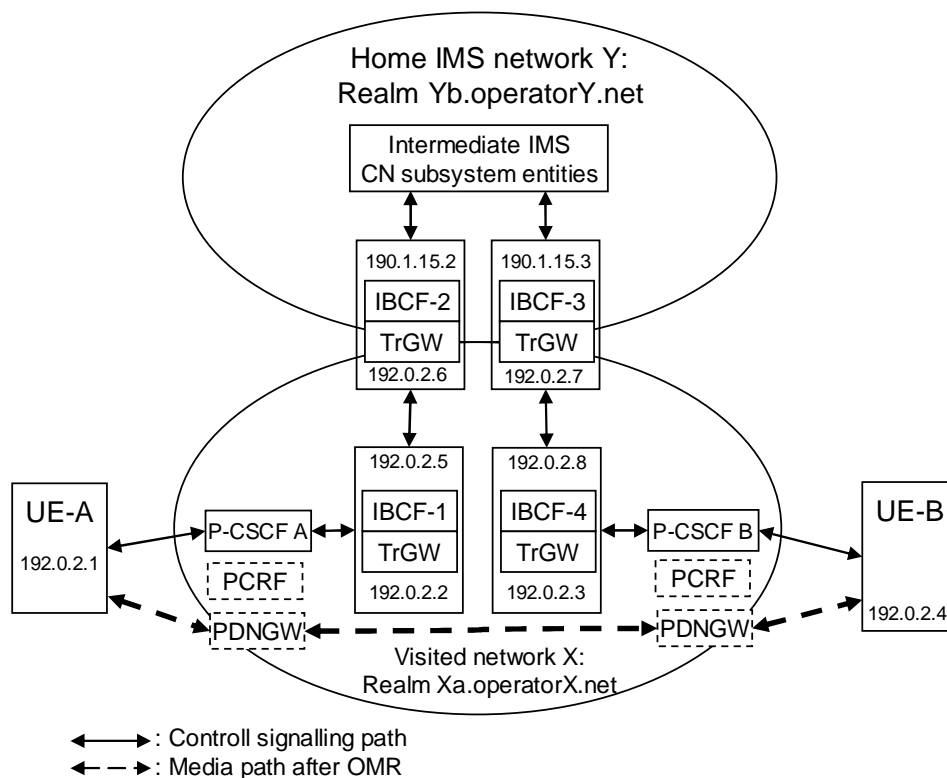 Home IMS network Y:
Realm Yb.operatorY.net
Intermediate IMS
CN subsystem entities
190.1.15.2
190.1.15.3
IBCF-2
IBCF-3
TrGW
TrGW
192.0.2.6
192.0.2.7
192.0.2.5
192.0.2.8
UE-A
UE-B
IBCF-1
IBCF-4
P-CSCF A
P-CSCF B
192.0.2.1
TrGW
TrGW
PCRF
PCRF
192.0.2.2
192.0.2.3
192.0.2.4
PDNGW
PDNGW
Visited network X:
Realm Xa.operatorX.net
: Controll signalling path
: Media path after OMR